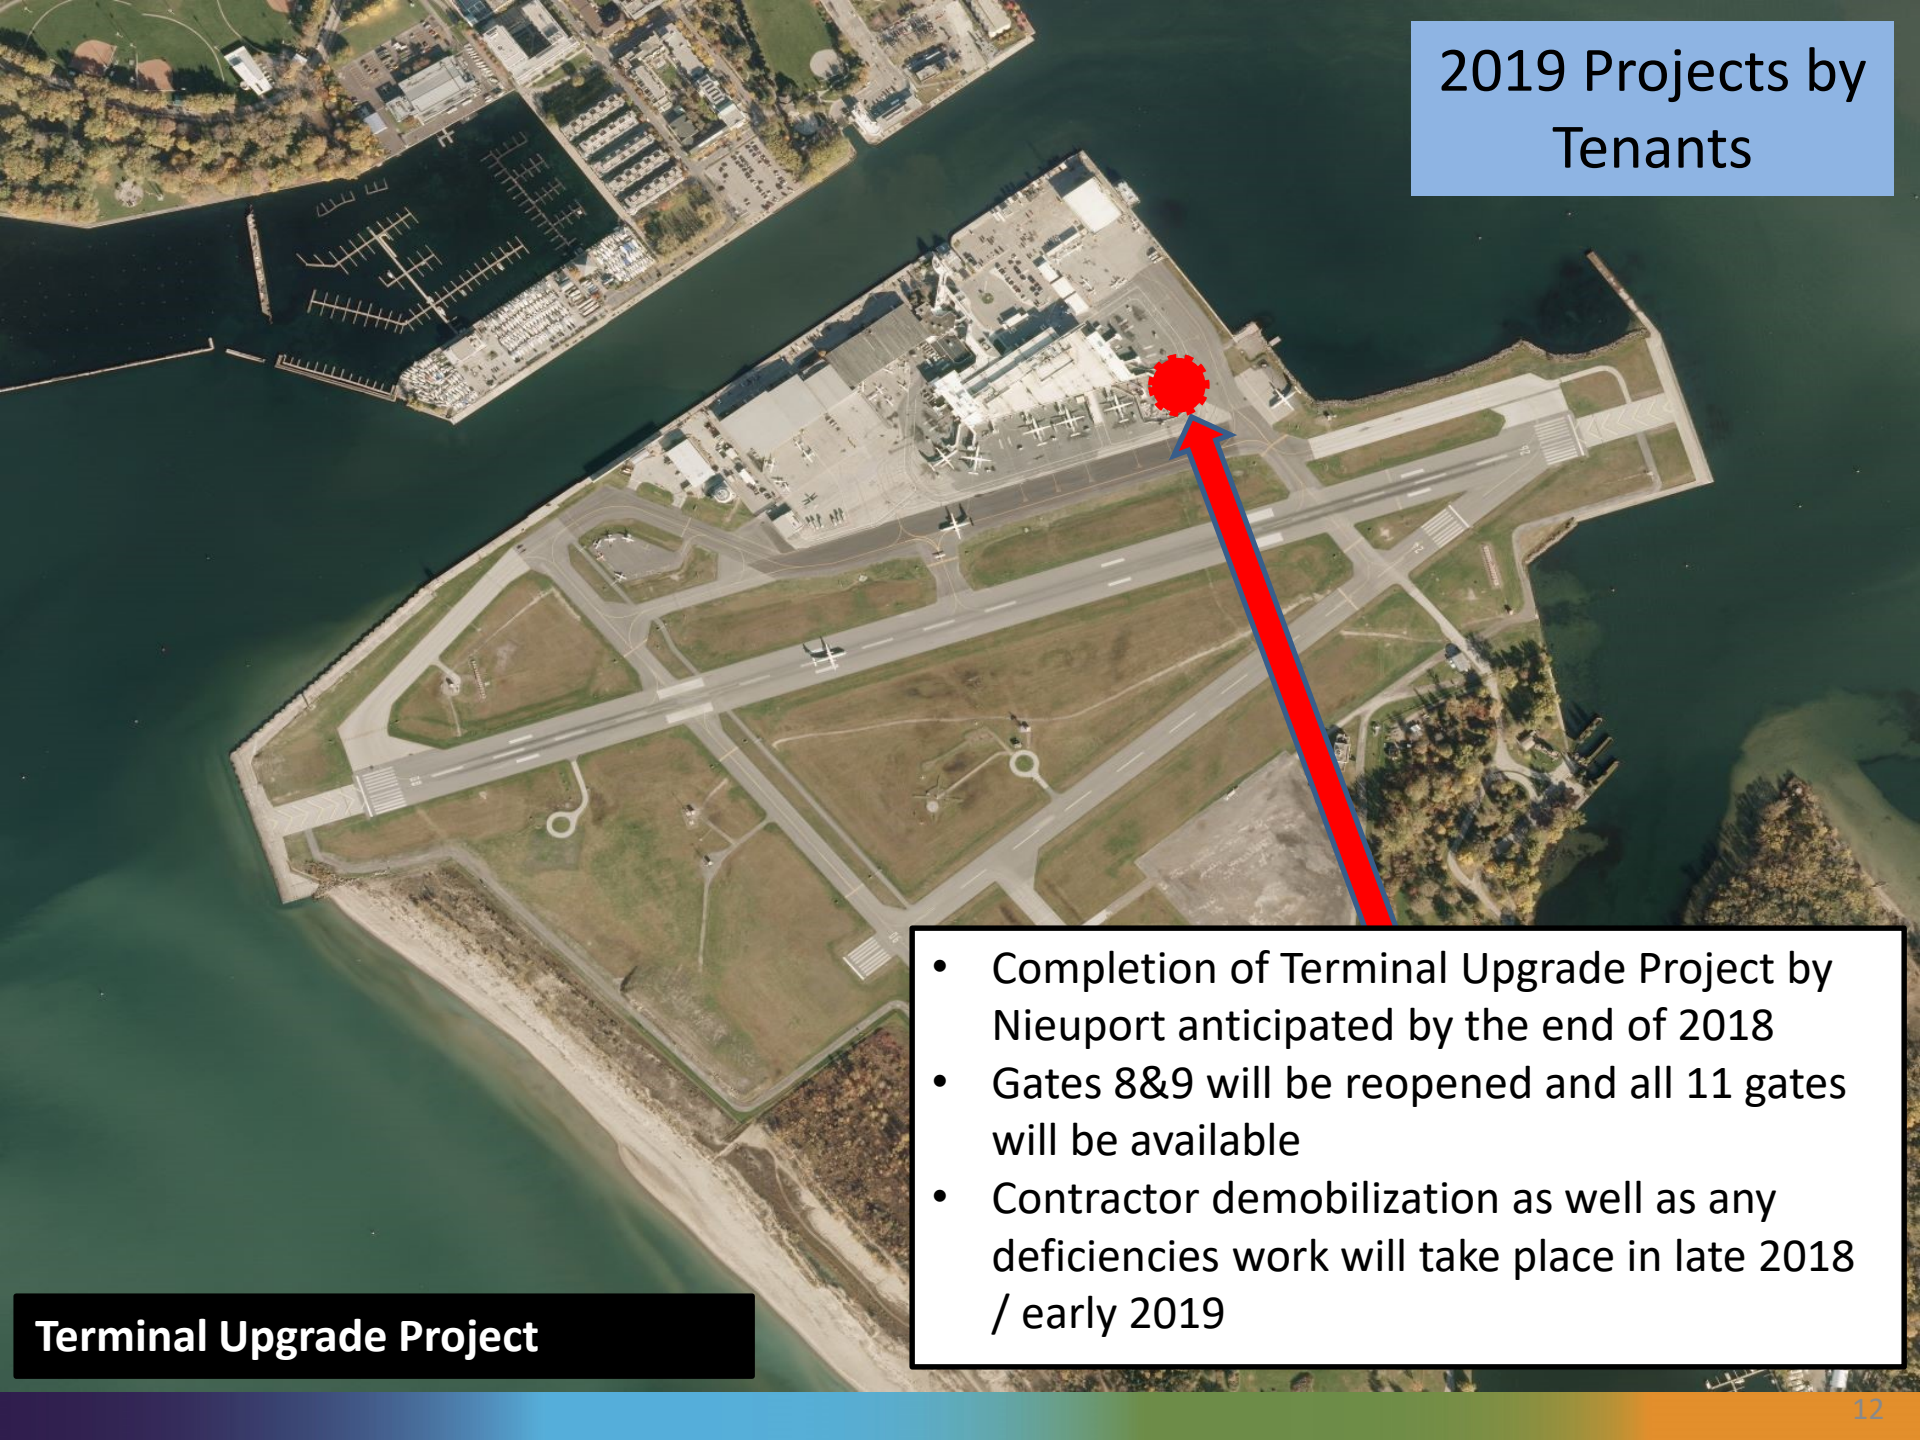 2019 Projects by
Tenants
• Completion of Terminal Upgrade Project by
Nieuport anticipated by the end of 2018
• Gates 8&9 will be reopened and all 11 gates
will be available
• Contractor demobilization as well as any
deficiencies work will take place in late 2018
/ early 2019
Terminal Upgrade Project
12